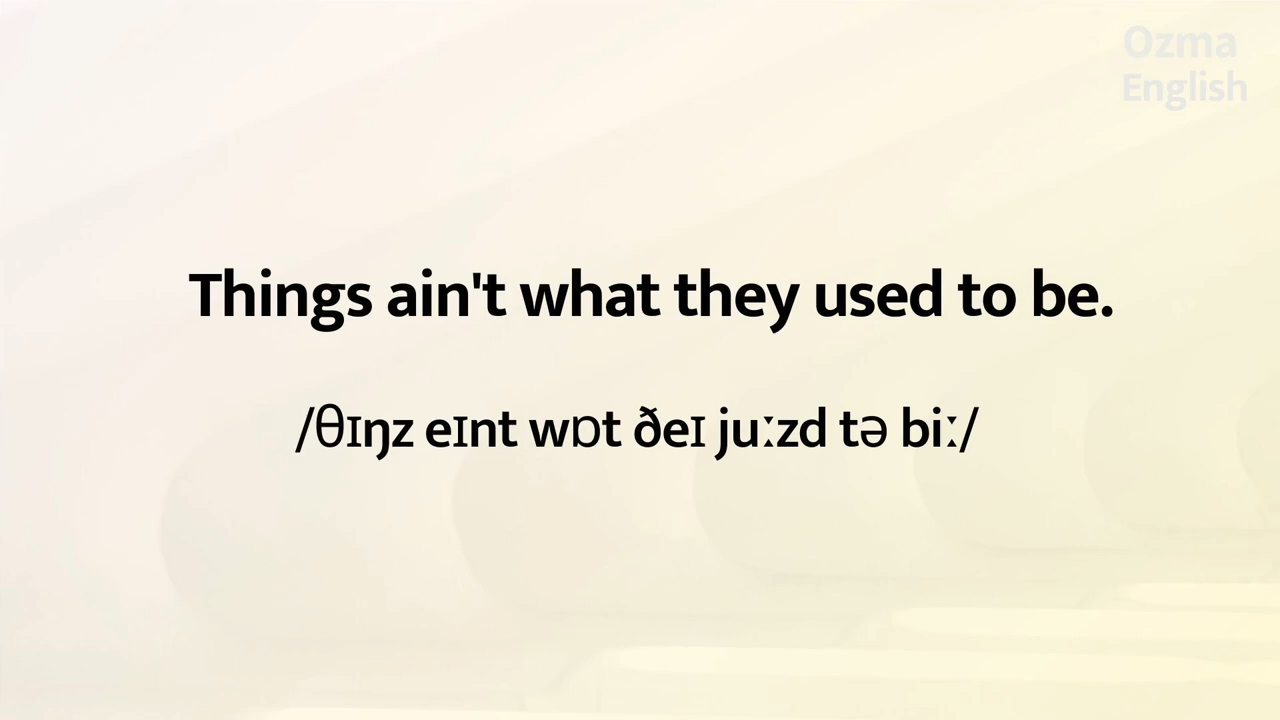 Ozma
English
Things ain't what they used to be.
/θɪŋz eɪnt wɒt ðeɪ juːzd tə biː/